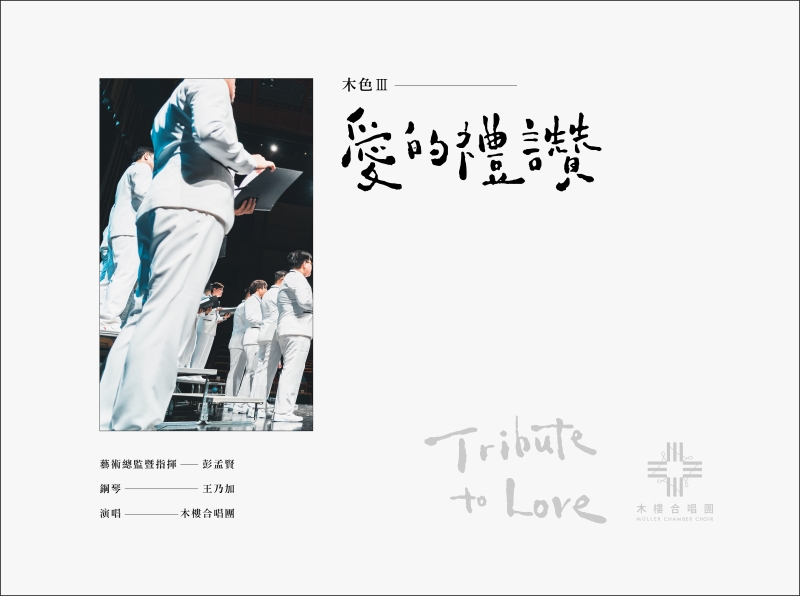 木色Ⅲ
愛的禮讚
藝術總監暨指揮 — 彭孟賢
鋼琴 — 王乃加
演唱 — 木樓合唱團
Tribute
to Love
木樓合唱團
MÜLLER CHAMBER CHOIR